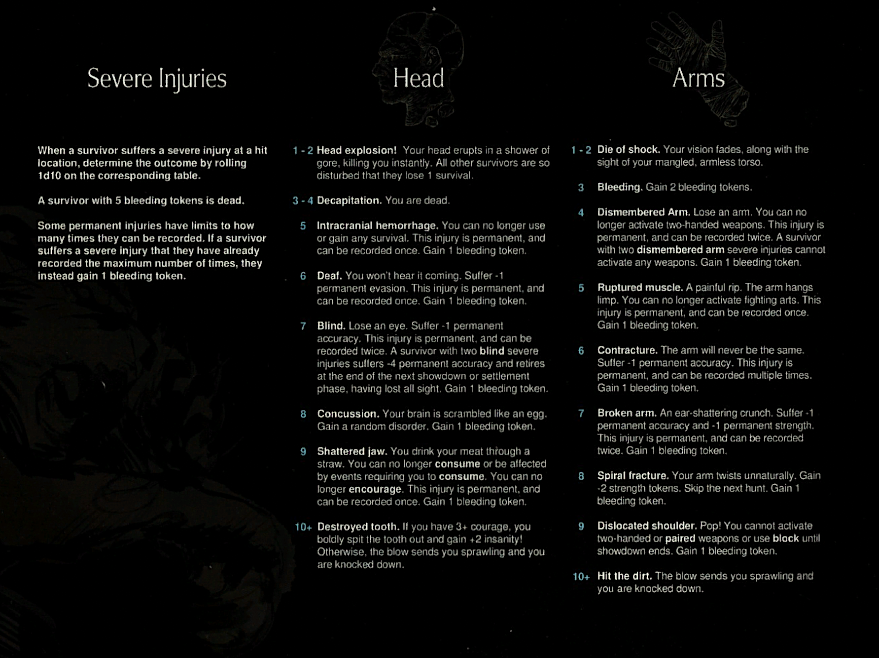 Severe Injuries
When a survivor suffers a severe injury at a hit
location, determine the outcome by rolling
1d10 on the corresponding table.
A survivor with 5 bleeding tokens is dead.
Some permanent injuries have limits to how
many times they can be recorded. If a survivor
suffers a severe injury that they have already
recorded the maximum number of times, they
instead gain 1 bleeding token.
Head
1 - 2 Head explosion! Your head erupts in a shower of
gore, killing you instantly. All other survivors are so
disturbed that they lose 1 survival.
3 - 4 Decapitation. You are dead.
5 Intracranial hemorrhage. You can no longer use
or gain any survival. This injury is permanent, and
can be recorded once. Gain 1 bleeding token.
6 Deaf. You won't hear it coming. Suffer -1
permanent evasion. This injury is permanent, and
can be recorded once. Gain 1 bleeding token.
7 Blind. Lose an eye. Suffer -1 permanent
accuracy. This injury is permanent, and can be
recorded twice. A survivor with two blind severe
injuries suffers -4 permanent accuracy and retires
at the end of the next showdown or settlement
phase, having lost all sight. Gain 1 bleeding token.
8 Concussion. Your brain is scrambled like an egg.
Gain a random disorder. Gain 1 bleeding token.
9 Shattered jaw. You drink your meat through a
straw. You can no longer consume or be affected
by events requiring you to consume. You can no
longer encourage. This injury is permanent, and
can be recorded once. Gain 1 bleeding token.
10+ Destroyed tooth. If you have 3+ courage, you
boldly spit the tooth out and gain +2 insanity!
Otherwise, the blow sends you sprawling and you
are knocked down.
Arms
1 - 2 Die of shock. Your vision fades, along with the
sight of your mangled, armless torso.
3 Bleeding. Gain 2 bleeding tokens.
4 Dismembered Arm. Lose an arm. You can no
longer activate two-handed weapons. This injury is
permanent, and can be recorded twice. A survivor
with two dismembered arm severe injuries cannot
activate any weapons. Gain 1 bleeding token.
5 Ruptured muscle. A painful rip. The arm hangs
limp. You can no longer activate fighting arts. This
injury is permanent, and can be recorded once.
Gain 1 bleeding token.
6 Contracture. The arm will never be the same.
Suffer -1 permanent accuracy. This injury is
permanent, and can be recorded multiple times.
Gain 1 bleeding token.
7 Broken arm. An ear-shattering crunch. Suffer -1
permanent accuracy and -1 permanent strength.
This injury is permanent, and can be recorded
twice. Gain 1 bleeding token.
8 Spiral fracture. Your arm twists unnaturally. Gain
-2 strength tokens. Skip the next hunt. Gain 1
bleeding token.
9 Dislocated shoulder. Pop! You cannot activate
two-handed or paired weapons or use block until
showdown ends. Gain 1 bleeding token.
10+ Hit the dirt. The blow sends you sprawling and
you are knocked down.